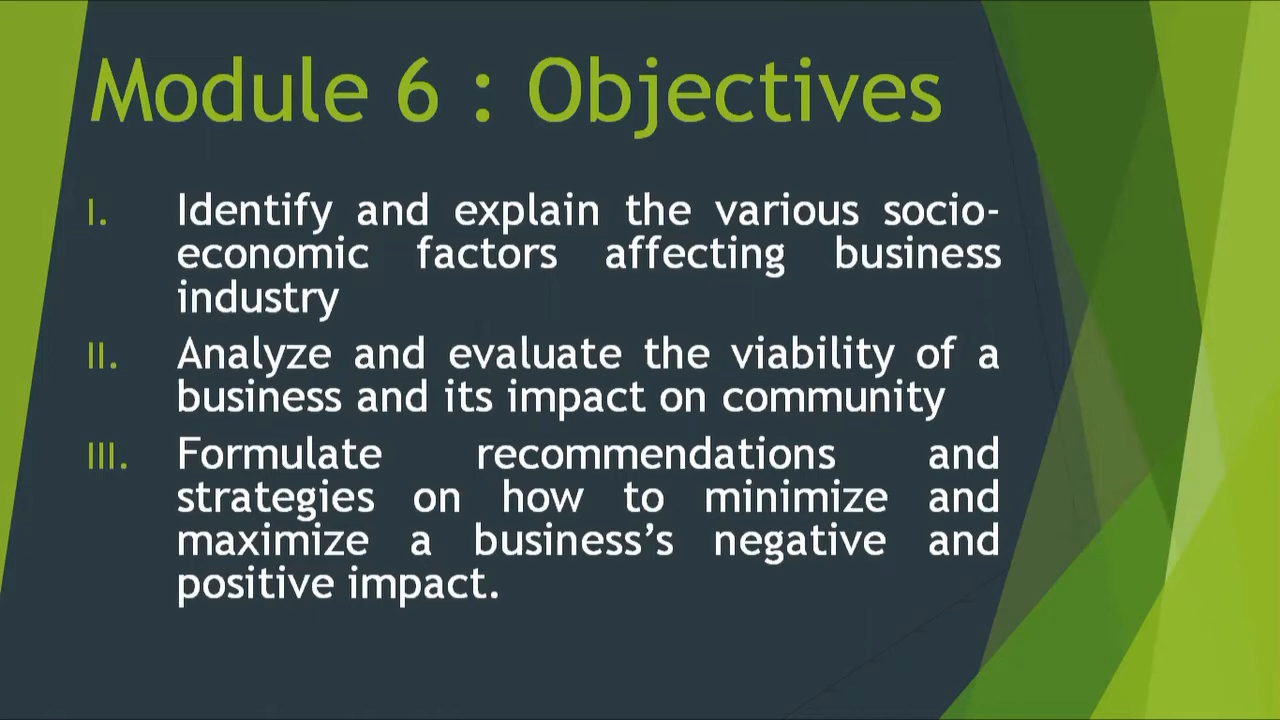 Module 6 : Objectives
I. Identify and explain the various socio-
economic factors affecting business
industry
II. Analyze and evaluate the viability of a
business and its impact on community
III. Formulate recommendations and
strategies on how to minimize and
maximize a business’s negative and
positive impact.